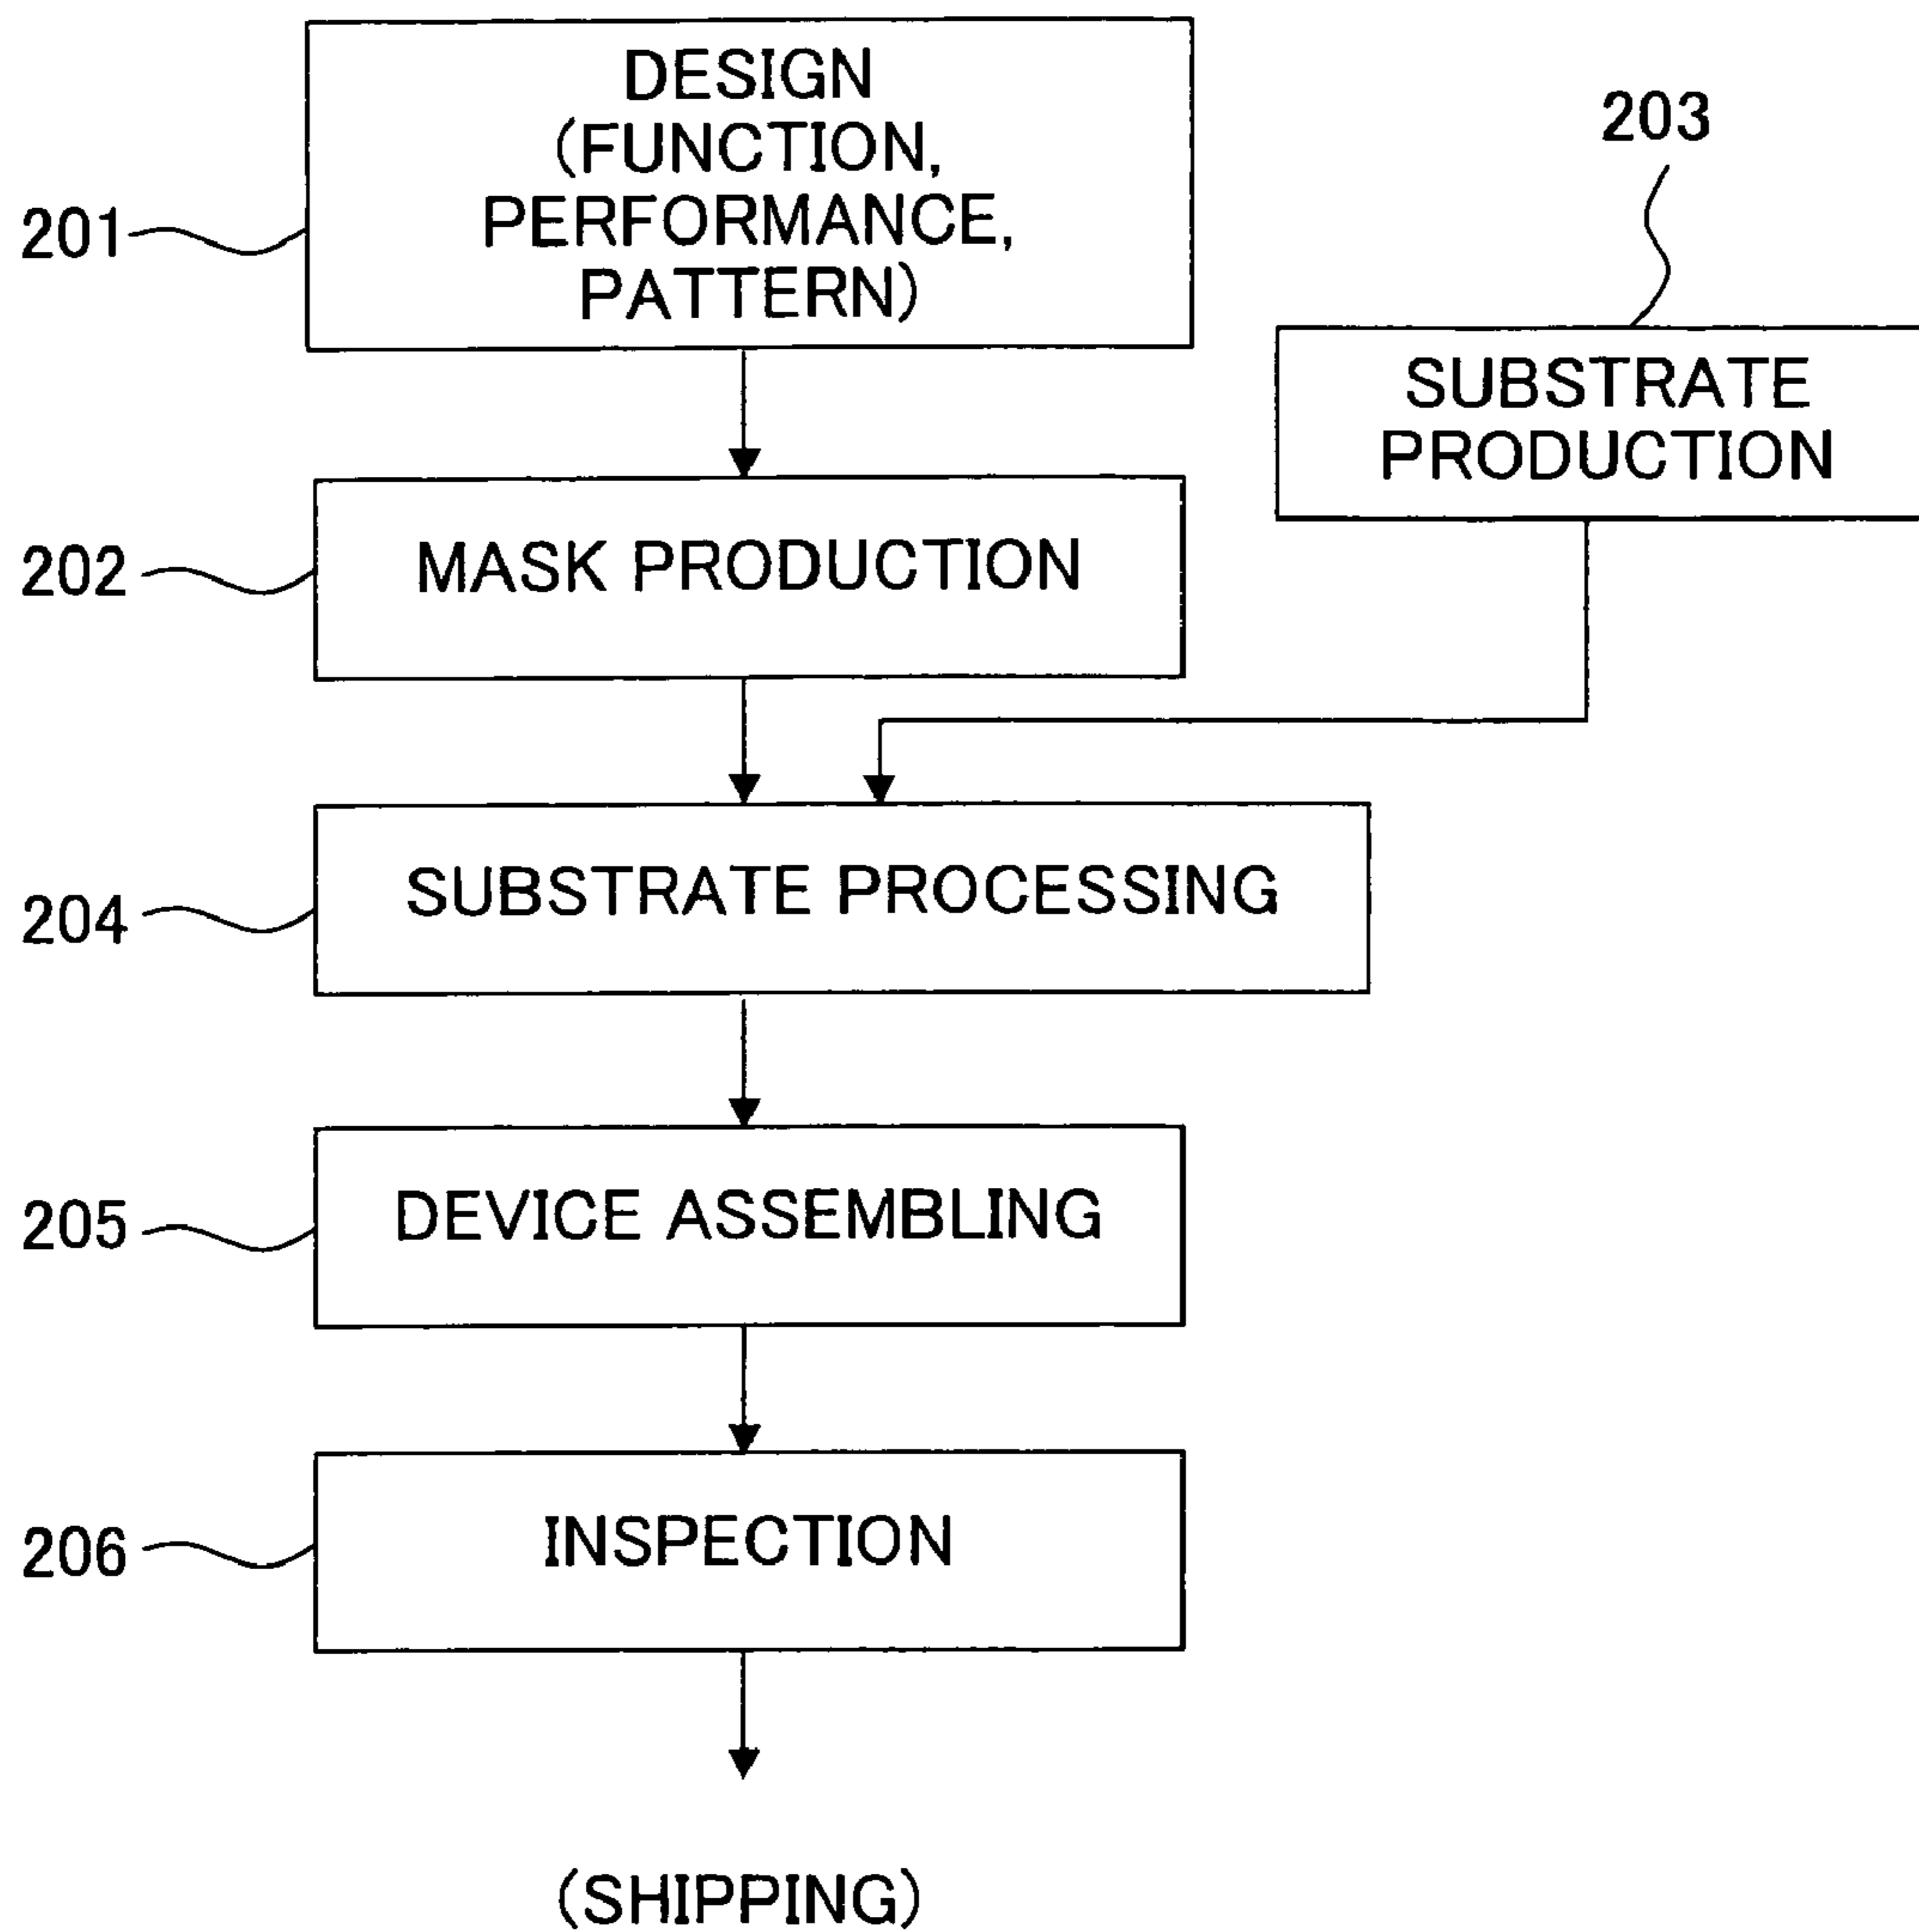 DESIGN
(FUNCTION,
PERFORMANCE,
PATTERN)
201
203
SUBSTRATE
PRODUCTION
202
MASK PRODUCTION
204
SUBSTRATE PROCESSING
205
DEVICE ASSEMBLING
206
INSPECTION
(SHIPPING)